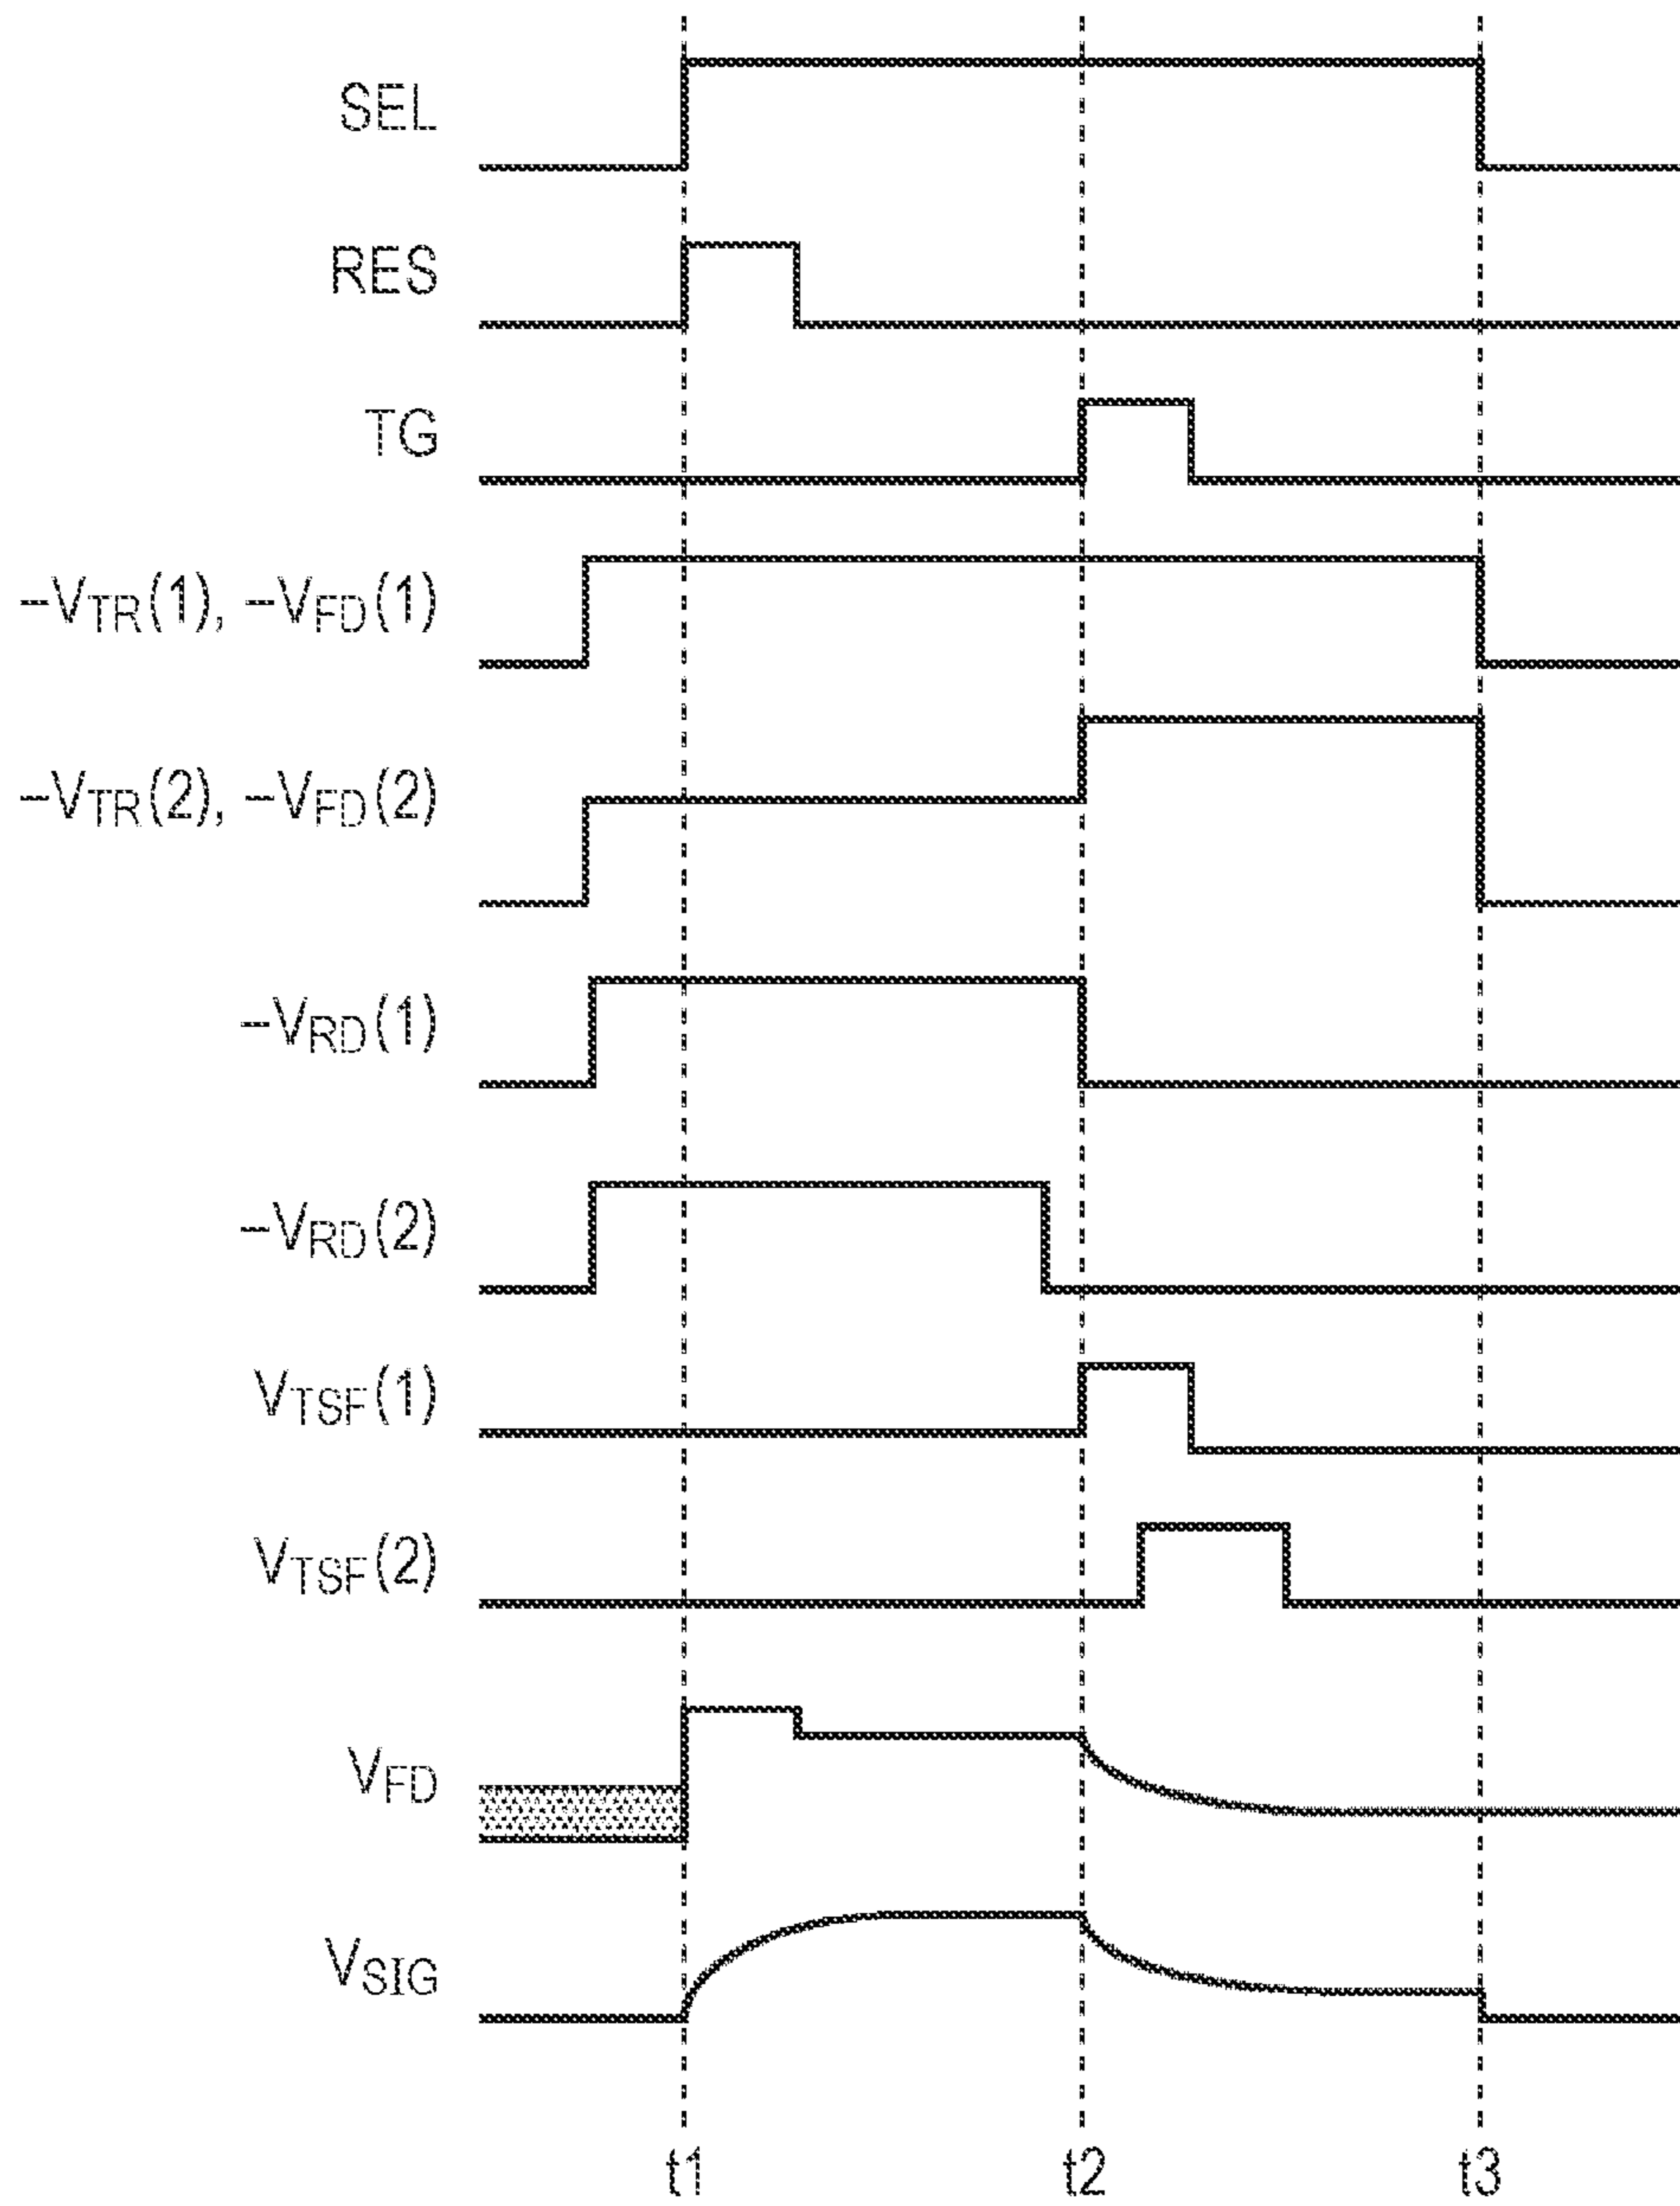 SEL
RES
TG
−VTR(1), −VFD(1)
−VTR(2), −VFD(2)
−VRD(1)
−VRD(2)
VTSF(1)
VTSF(2)
VFD
VSIG
t1 t2 t3